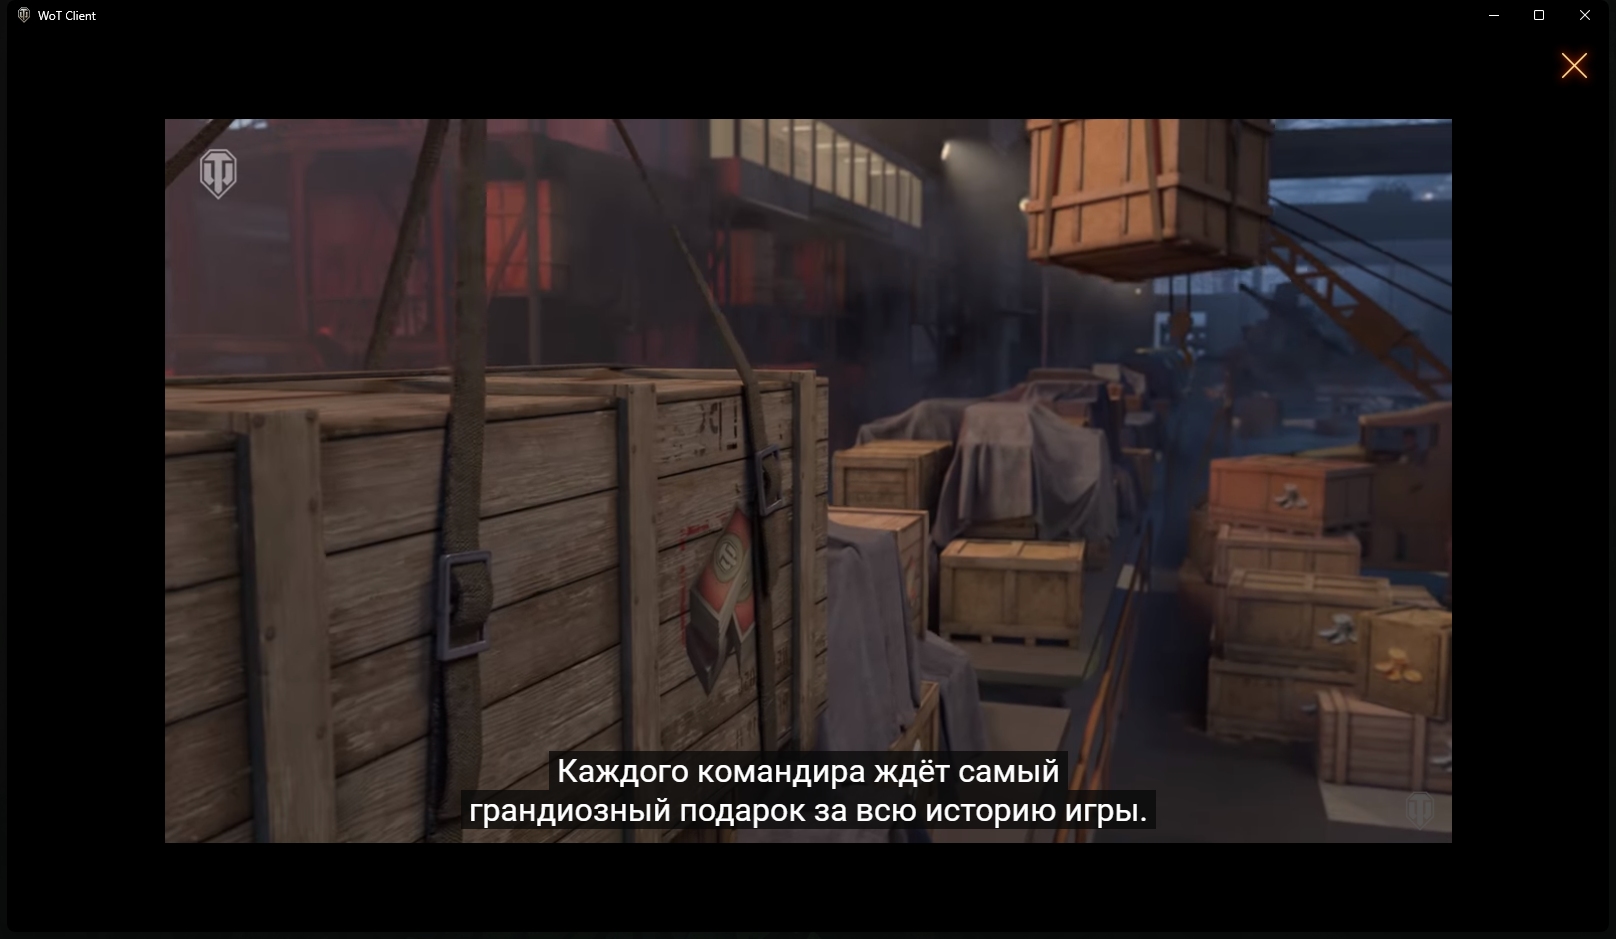 WoT Client
Каждого командира ждёт самый
грандиозный подарок за всю историю игры.